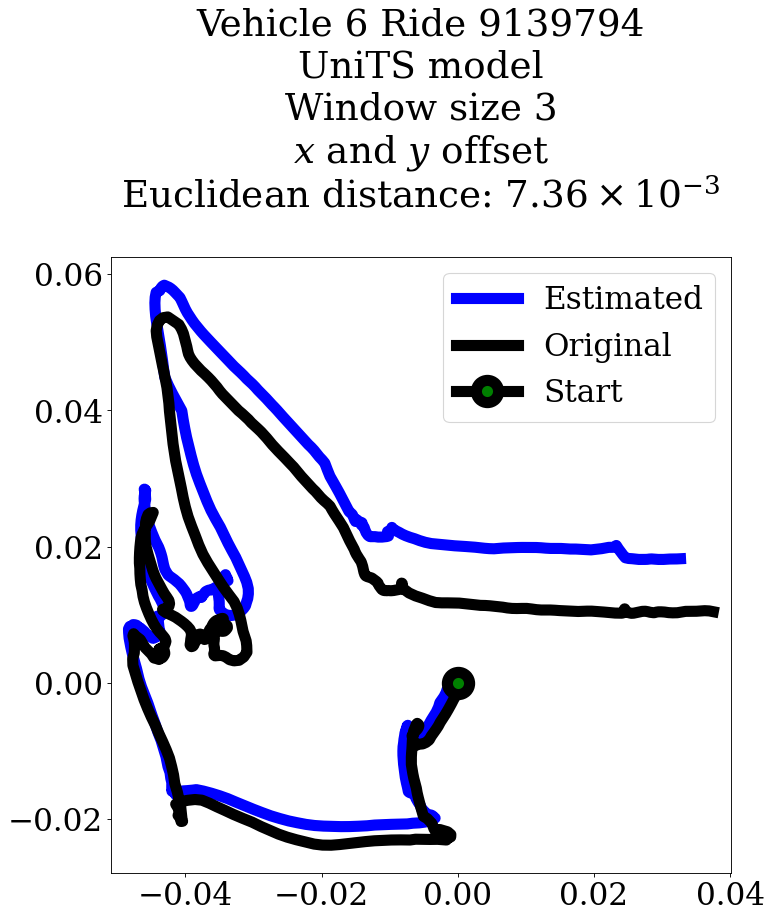 Vehicle 6 Ride 9139794
UniTS model
Window size 3
x and y offset
Euclidean distance: 7.36 × 10⁻³
Estimated
Original
Start
0.06
0.04
0.02
0.00
−0.02
−0.04
−0.02
0.00
0.02
0.04